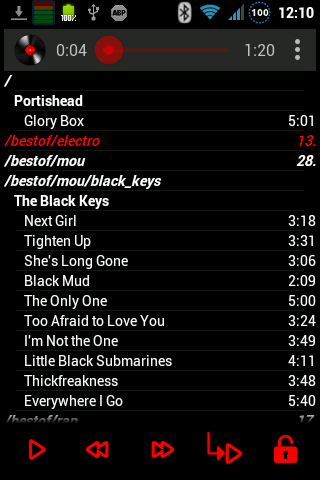 100%
ABP
100
12:10
0:04
1:20
/
Portishead
Glory Box 5:01
/bestof/electro 13.
/bestof/mou 28.
/bestof/mou/black_keys
The Black Keys
Next Girl 3:18
Tighten Up 3:31
She's Long Gone 3:06
Black Mud 2:09
The Only One 5:00
Too Afraid to Love You 3:24
I'm Not the One 3:49
Little Black Submarines 4:11
Thickfreakness 3:48
Everywhere I Go 5:40
/bestof/rap 17.